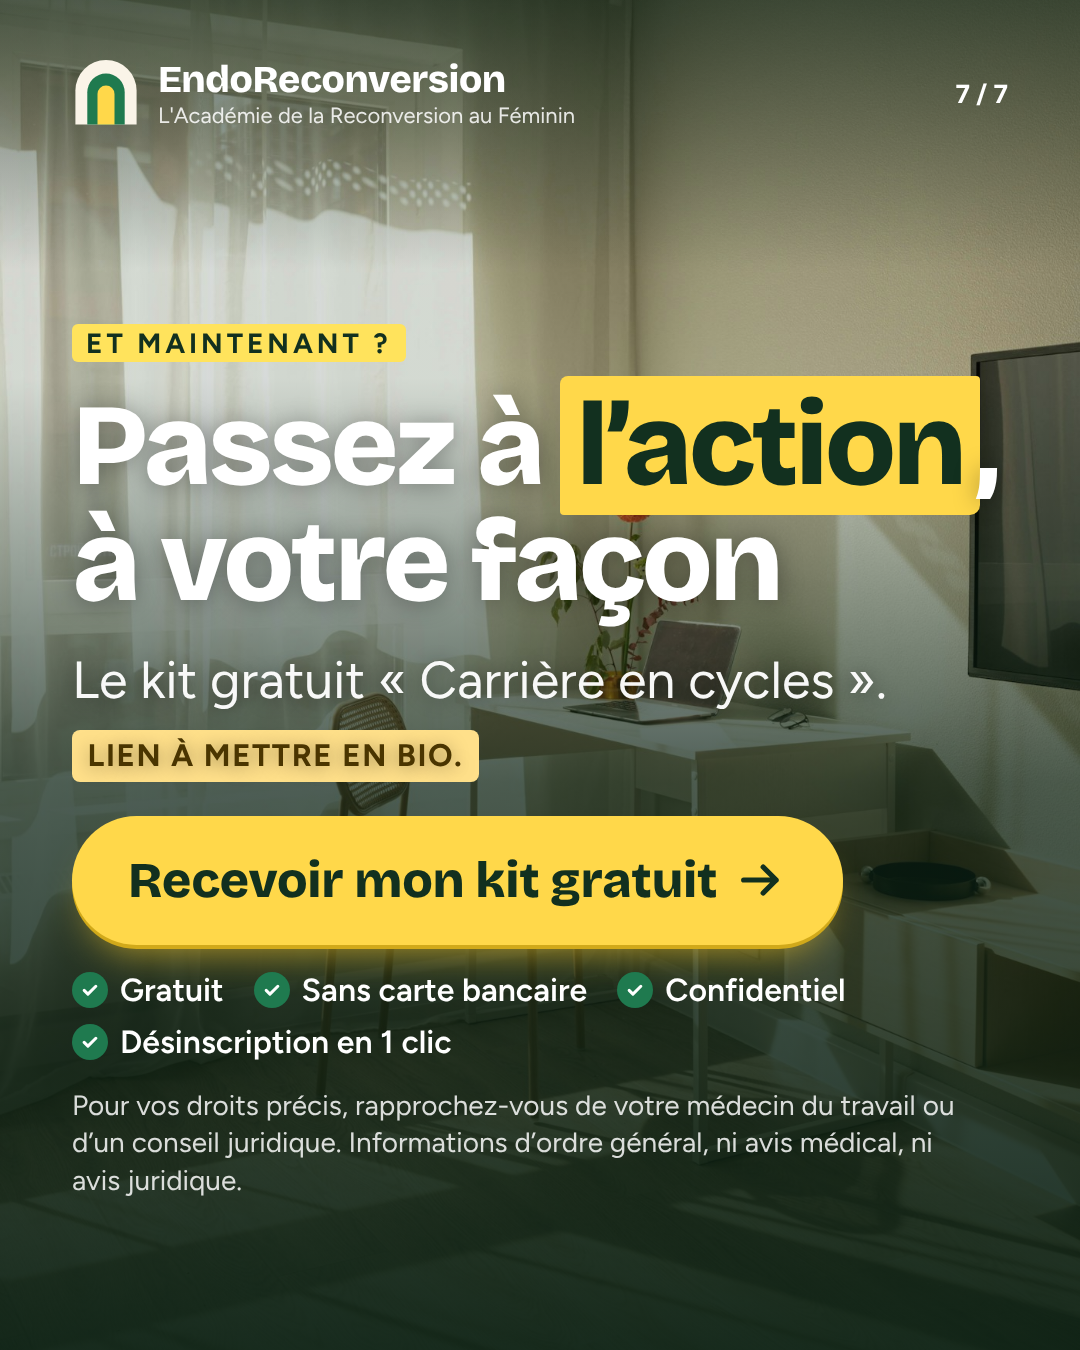 EndoReconversion
L'Académie de la Reconversion au Féminin
7 / 7
ET MAINTENANT ?
Passez à l’action,
à votre façon
Le kit gratuit « Carrière en cycles ».
LIEN À METTRE EN BIO.
Recevoir mon kit gratuit →
Gratuit Sans carte bancaire Confidentiel
Désinscription en 1 clic
Pour vos droits précis, rapprochez-vous de votre médecin du travail ou
d’un conseil juridique. Informations d’ordre général, ni avis médical, ni
avis juridique.